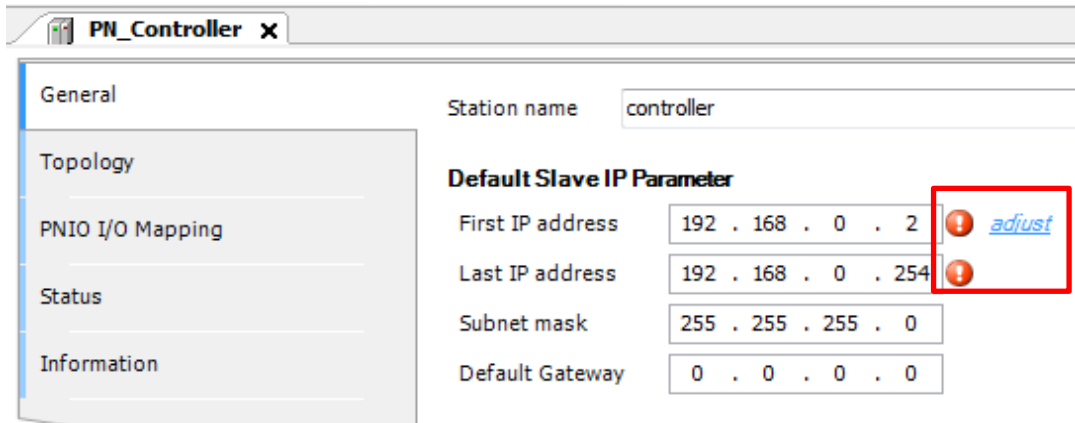 PN_Controller X
General
Station name controller
Topology
Default Slave IP Parameter
First IP address 192 . 168 . 0 . 2 adjust
PNIO I/O Mapping
Last IP address 192 . 168 . 0 . 254
Status
Subnet mask 255 . 255 . 255 . 0
Information
Default Gateway 0 . 0 . 0 . 0